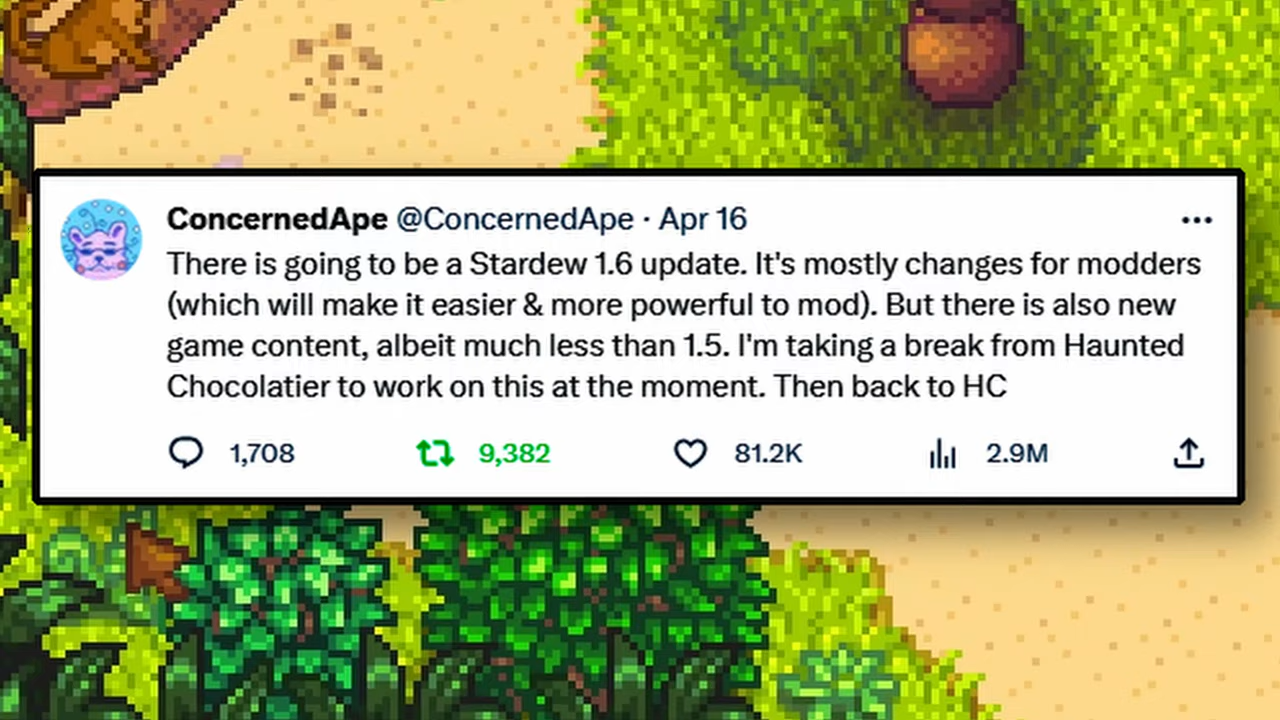 ConcernedApe @ConcernedApe · Apr 16
There is going to be a Stardew 1.6 update. It's mostly changes for modders
(which will make it easier & more powerful to mod). But there is also new
game content, albeit much less than 1.5. I'm taking a break from Haunted
Chocolatier to work on this at the moment. Then back to HC
1,708 9,382 81.2K 2.9M